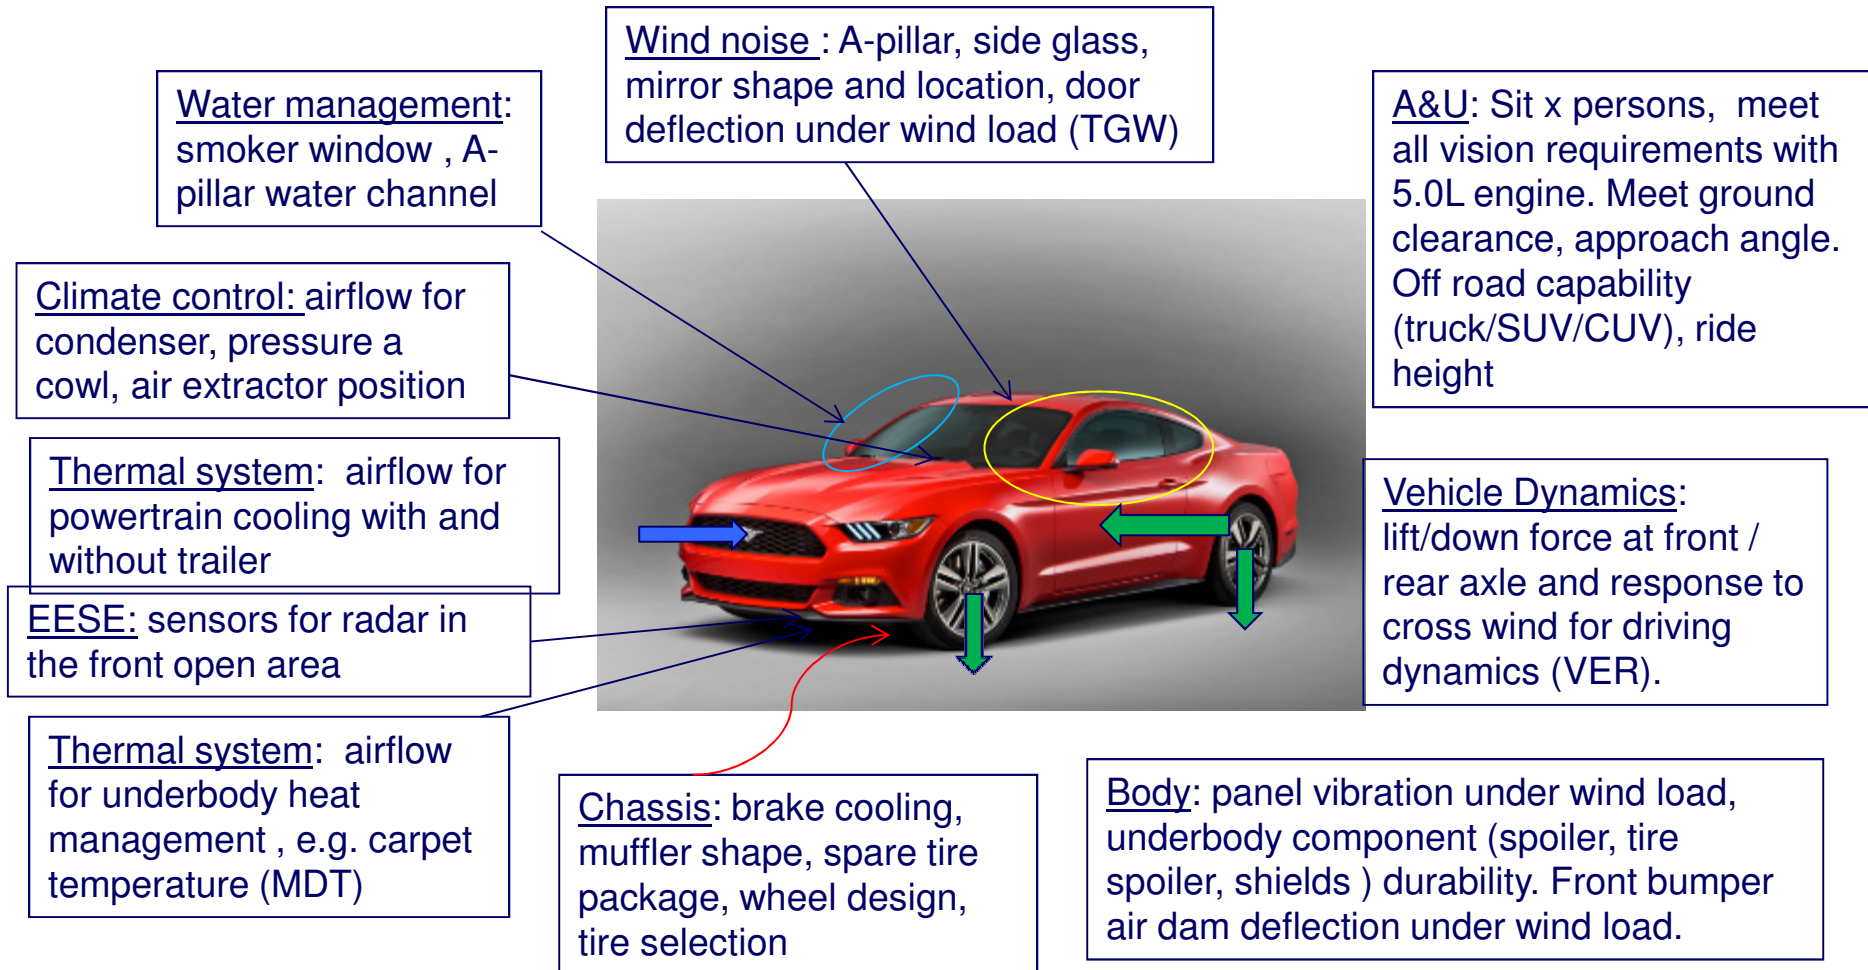 Wind noise : A-pillar, side glass,
mirror shape and location, door
deflection under wind load (TGW)
Water management:
smoker window , A-
pillar water channel
A&U: Sit x persons, meet
all vision requirements with
5.0L engine. Meet ground
clearance, approach angle.
Off road capability
(truck/SUV/CUV), ride
height
Climate control: airflow for
condenser, pressure a
cowl, air extractor position
Thermal system: airflow for
powertrain cooling with and
without trailer
Vehicle Dynamics:
lift/down force at front /
rear axle and response to
cross wind for driving
dynamics (VER).
EESE: sensors for radar in
the front open area
Thermal system: airflow
for underbody heat
management , e.g. carpet
temperature (MDT)
Chassis: brake cooling,
muffler shape, spare tire
package, wheel design,
tire selection
Body: panel vibration under wind load,
underbody component (spoiler, tire
spoiler, shields ) durability. Front bumper
air dam deflection under wind load.